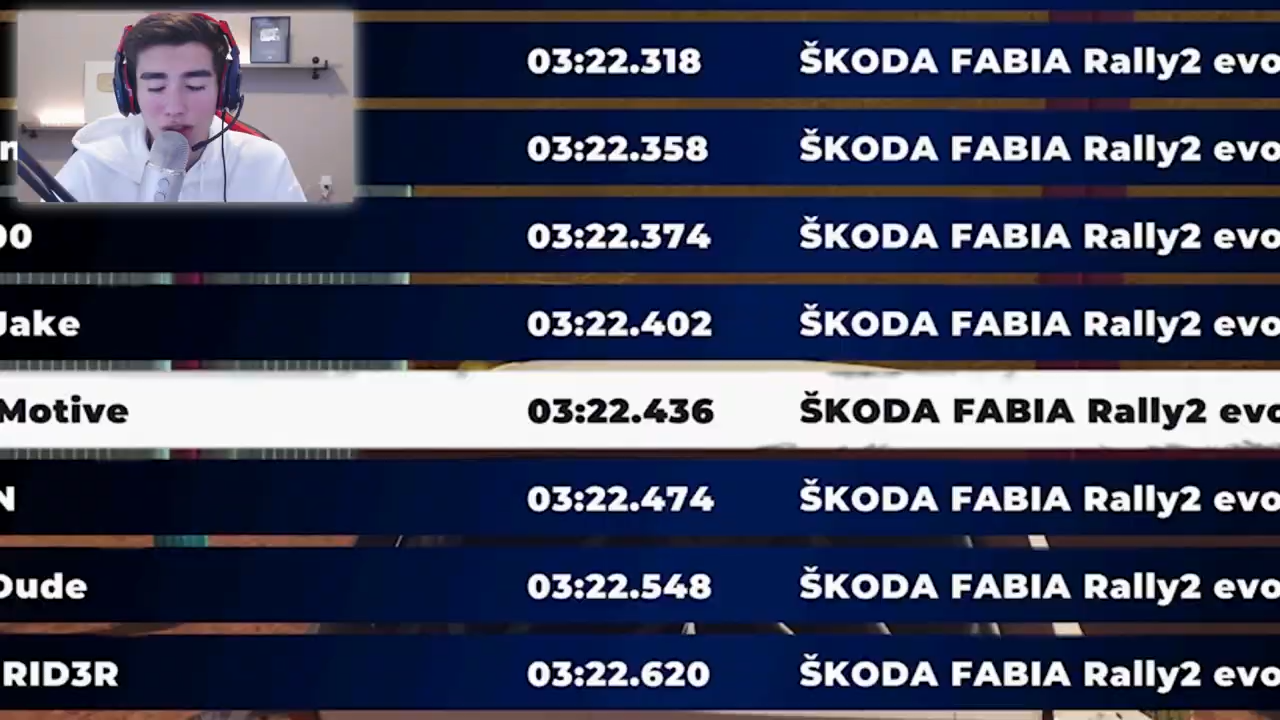 03:22.318 ŠKODA FABIA Rally2 evo
n 03:22.358 ŠKODA FABIA Rally2 evo
00 03:22.374 ŠKODA FABIA Rally2 evo
Jake 03:22.402 ŠKODA FABIA Rally2 evo
Motive 03:22.436 ŠKODA FABIA Rally2 evo
N 03:22.474 ŠKODA FABIA Rally2 evo
Dude 03:22.548 ŠKODA FABIA Rally2 evo
RID3R 03:22.620 ŠKODA FABIA Rally2 evo